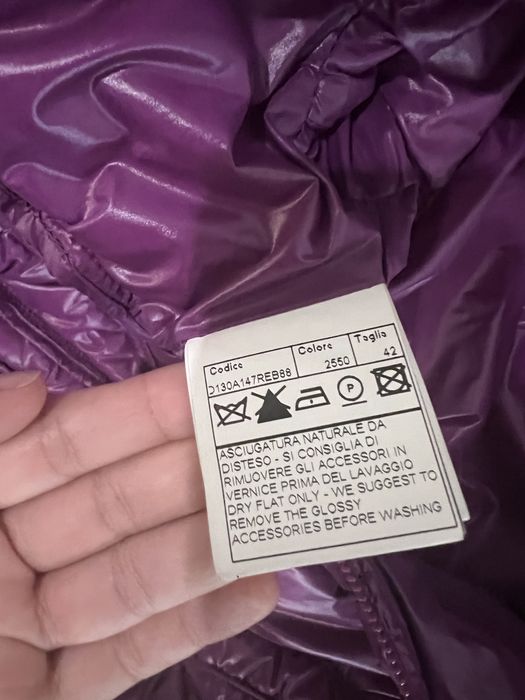 Codice Colore Taglia
D130A147REB88 2550 42
P
ASCIUGATURA NATURALE DA
DISTESO - SI CONSIGLIA DI
RIMUOVERE GLI ACCESSORI IN
VERNICE PRIMA DEL LAVAGGIO
DRY FLAT ONLY - WE SUGGEST TO
REMOVE THE GLOSSY
ACCESSORIES BEFORE WASHING